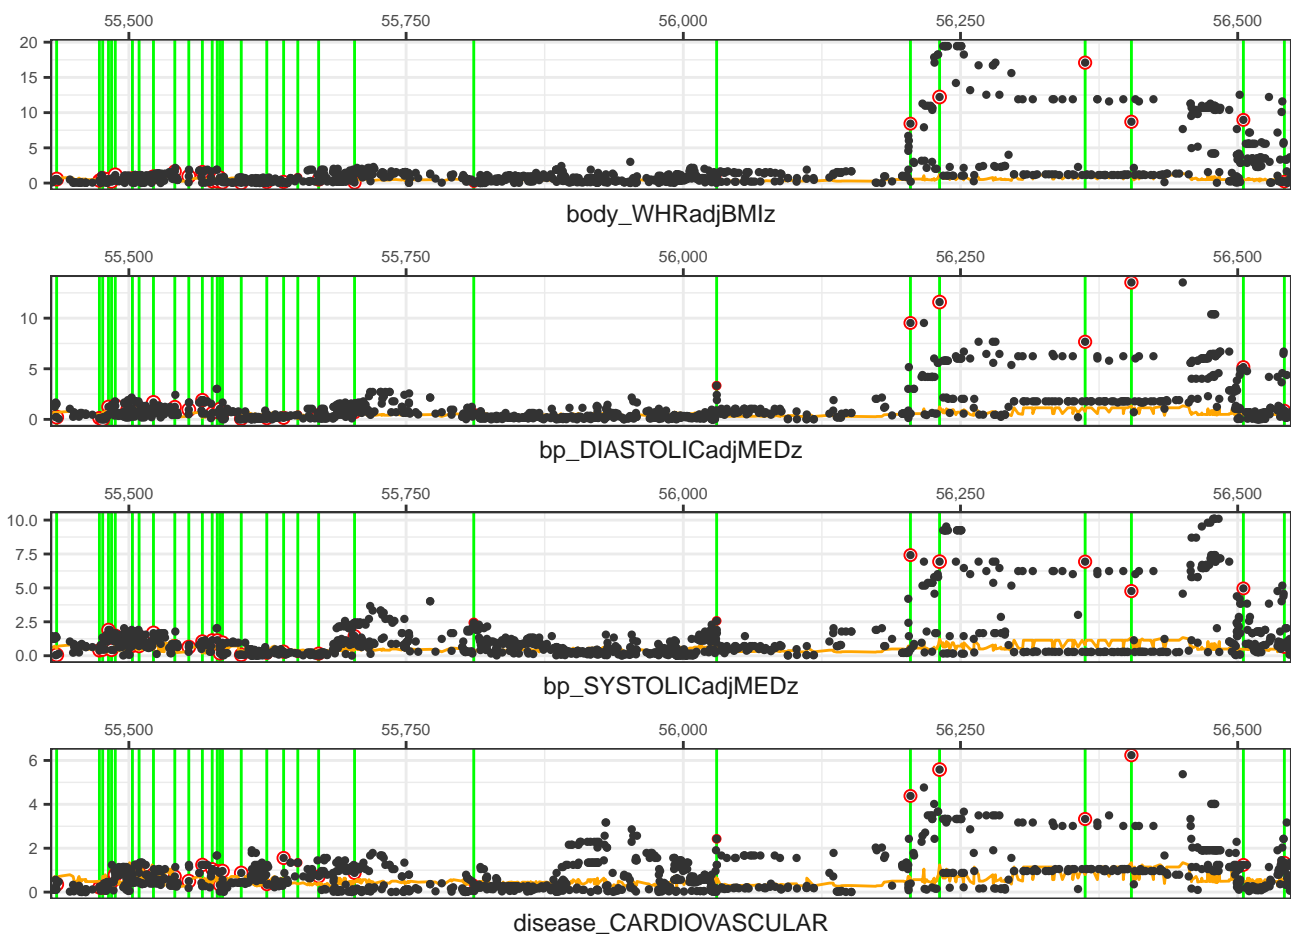 55,500 55,750 56,000 56,250 56,500
20
15
10
5
0
body_WHRadjBMIz
55,500 55,750 56,000 56,250 56,500
10
5
0
bp_DIASTOLICadjMEDz
55,500 55,750 56,000 56,250 56,500
10.0
7.5
5.0
2.5
0.0
bp_SYSTOLICadjMEDz
55,500 55,750 56,000 56,250 56,500
6
4
2
0
disease_CARDIOVASCULAR